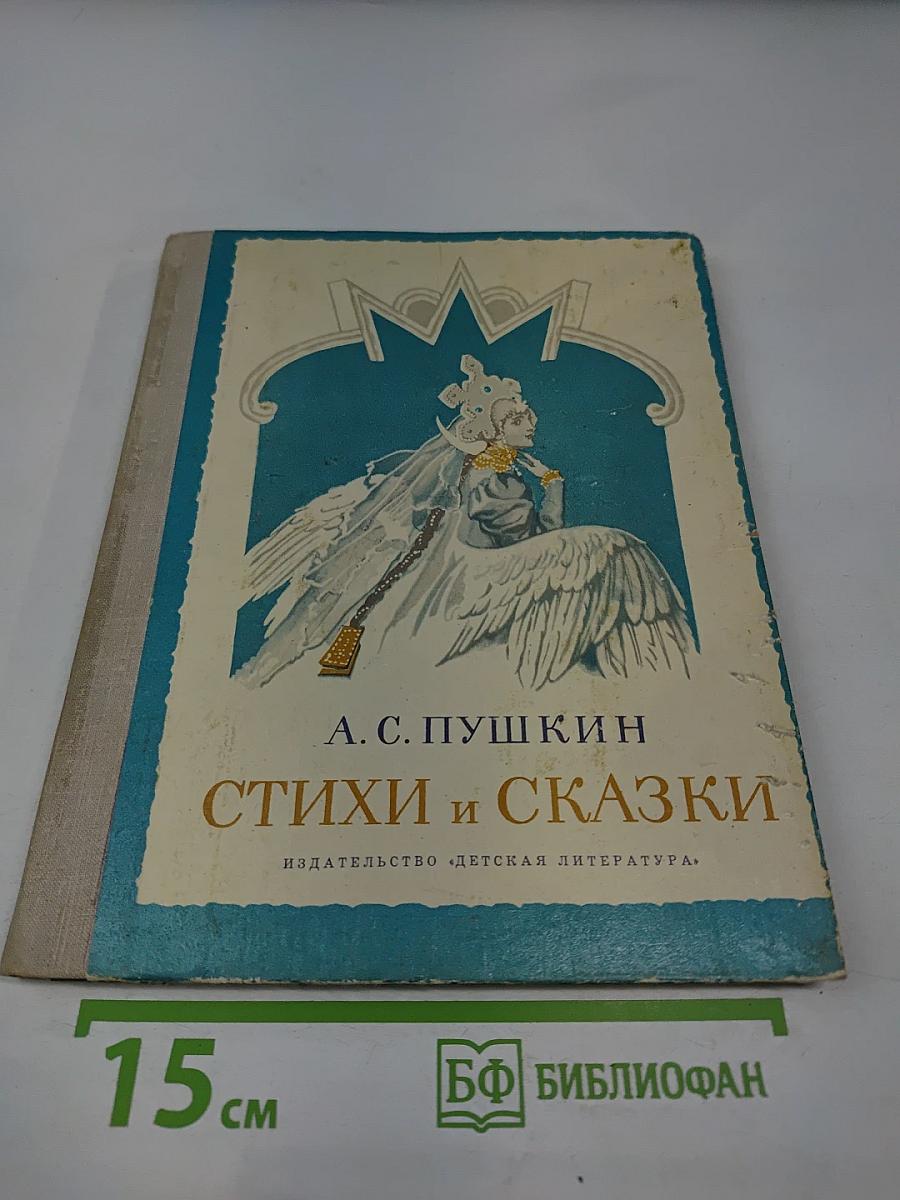 А. С. ПУШКИН
СТИХИ и СКАЗКИ
ИЗДАТЕЛЬСТВО «ДЕТСКАЯ ЛИТЕРАТУРА»
15 см
БФ БИБЛИОФАН